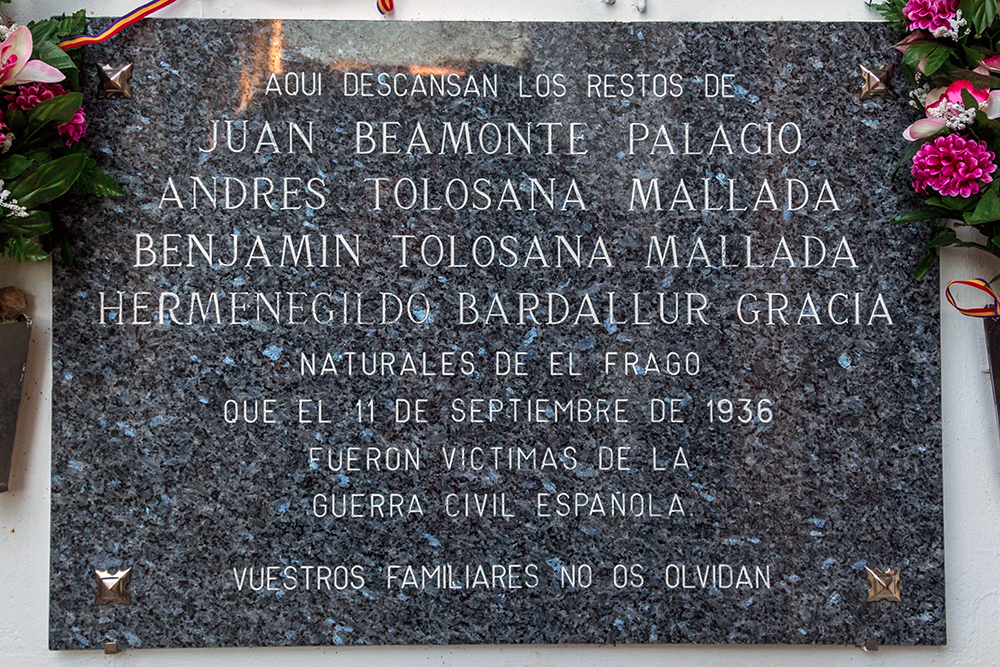 AQUI DESCANSAN LOS RESTOS DE
JUAN BEAMONTE PALACIO
ANDRES TOLOSANA MALLADA
BENJAMIN TOLOSANA MALLADA
HERMENEGILDO BARDALLUR GRACIA
NATURALES DE EL FRAGO
QUE EL 11 DE SEPTIEMBRE DE 1936
FUERON VICTIMAS DE LA
GUERRA CIVIL ESPAÑOLA.
VUESTROS FAMILIARES NO OS OLVIDAN